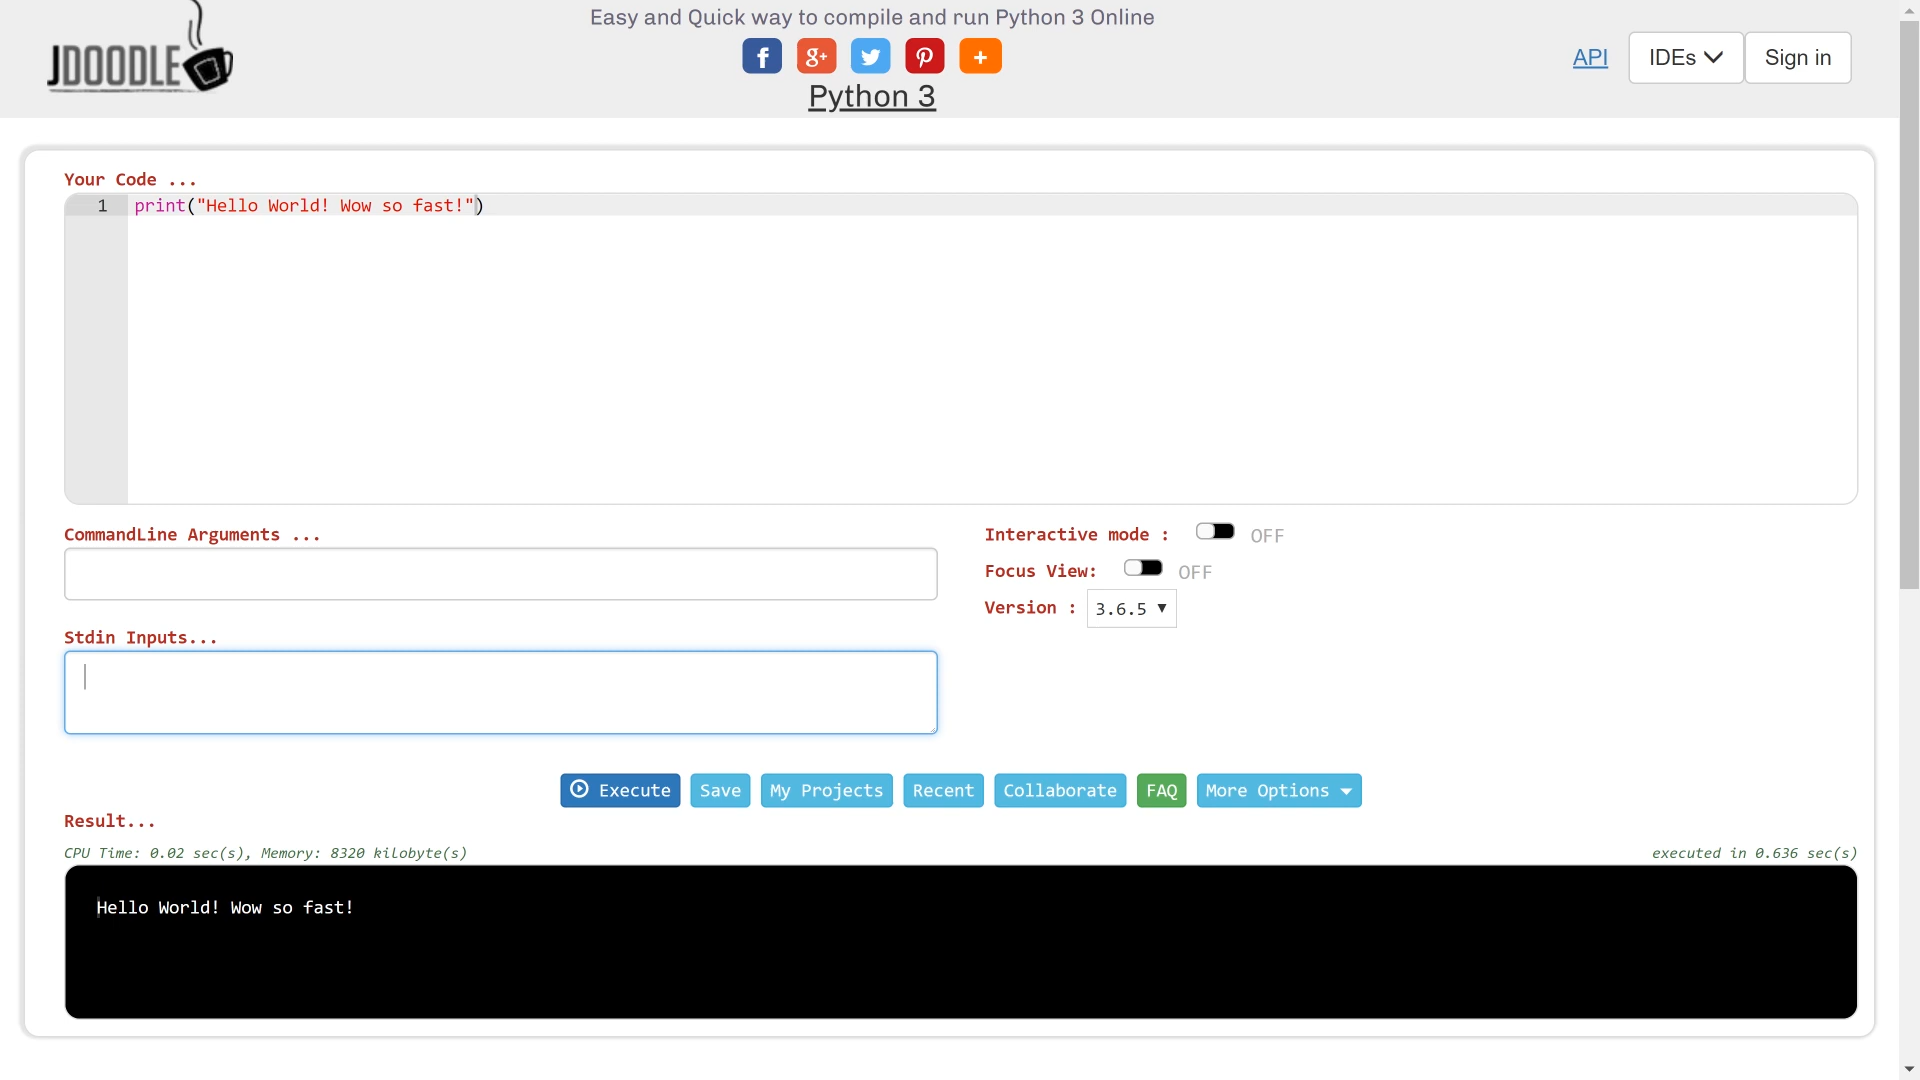 JDOODLE
Easy and Quick way to compile and run Python 3 Online
f g+ +
Python 3
API IDEs Sign in
Your Code ...
1 print("Hello World! Wow so fast!")
CommandLine Arguments ...
Interactive mode : OFF
Focus View: OFF
Version : 3.6.5
Stdin Inputs...
Execute Save My Projects Recent Collaborate FAQ More Options
Result...
CPU Time: 0.02 sec(s), Memory: 8320 kilobyte(s) executed in 0.636 sec(s)
Hello World! Wow so fast!